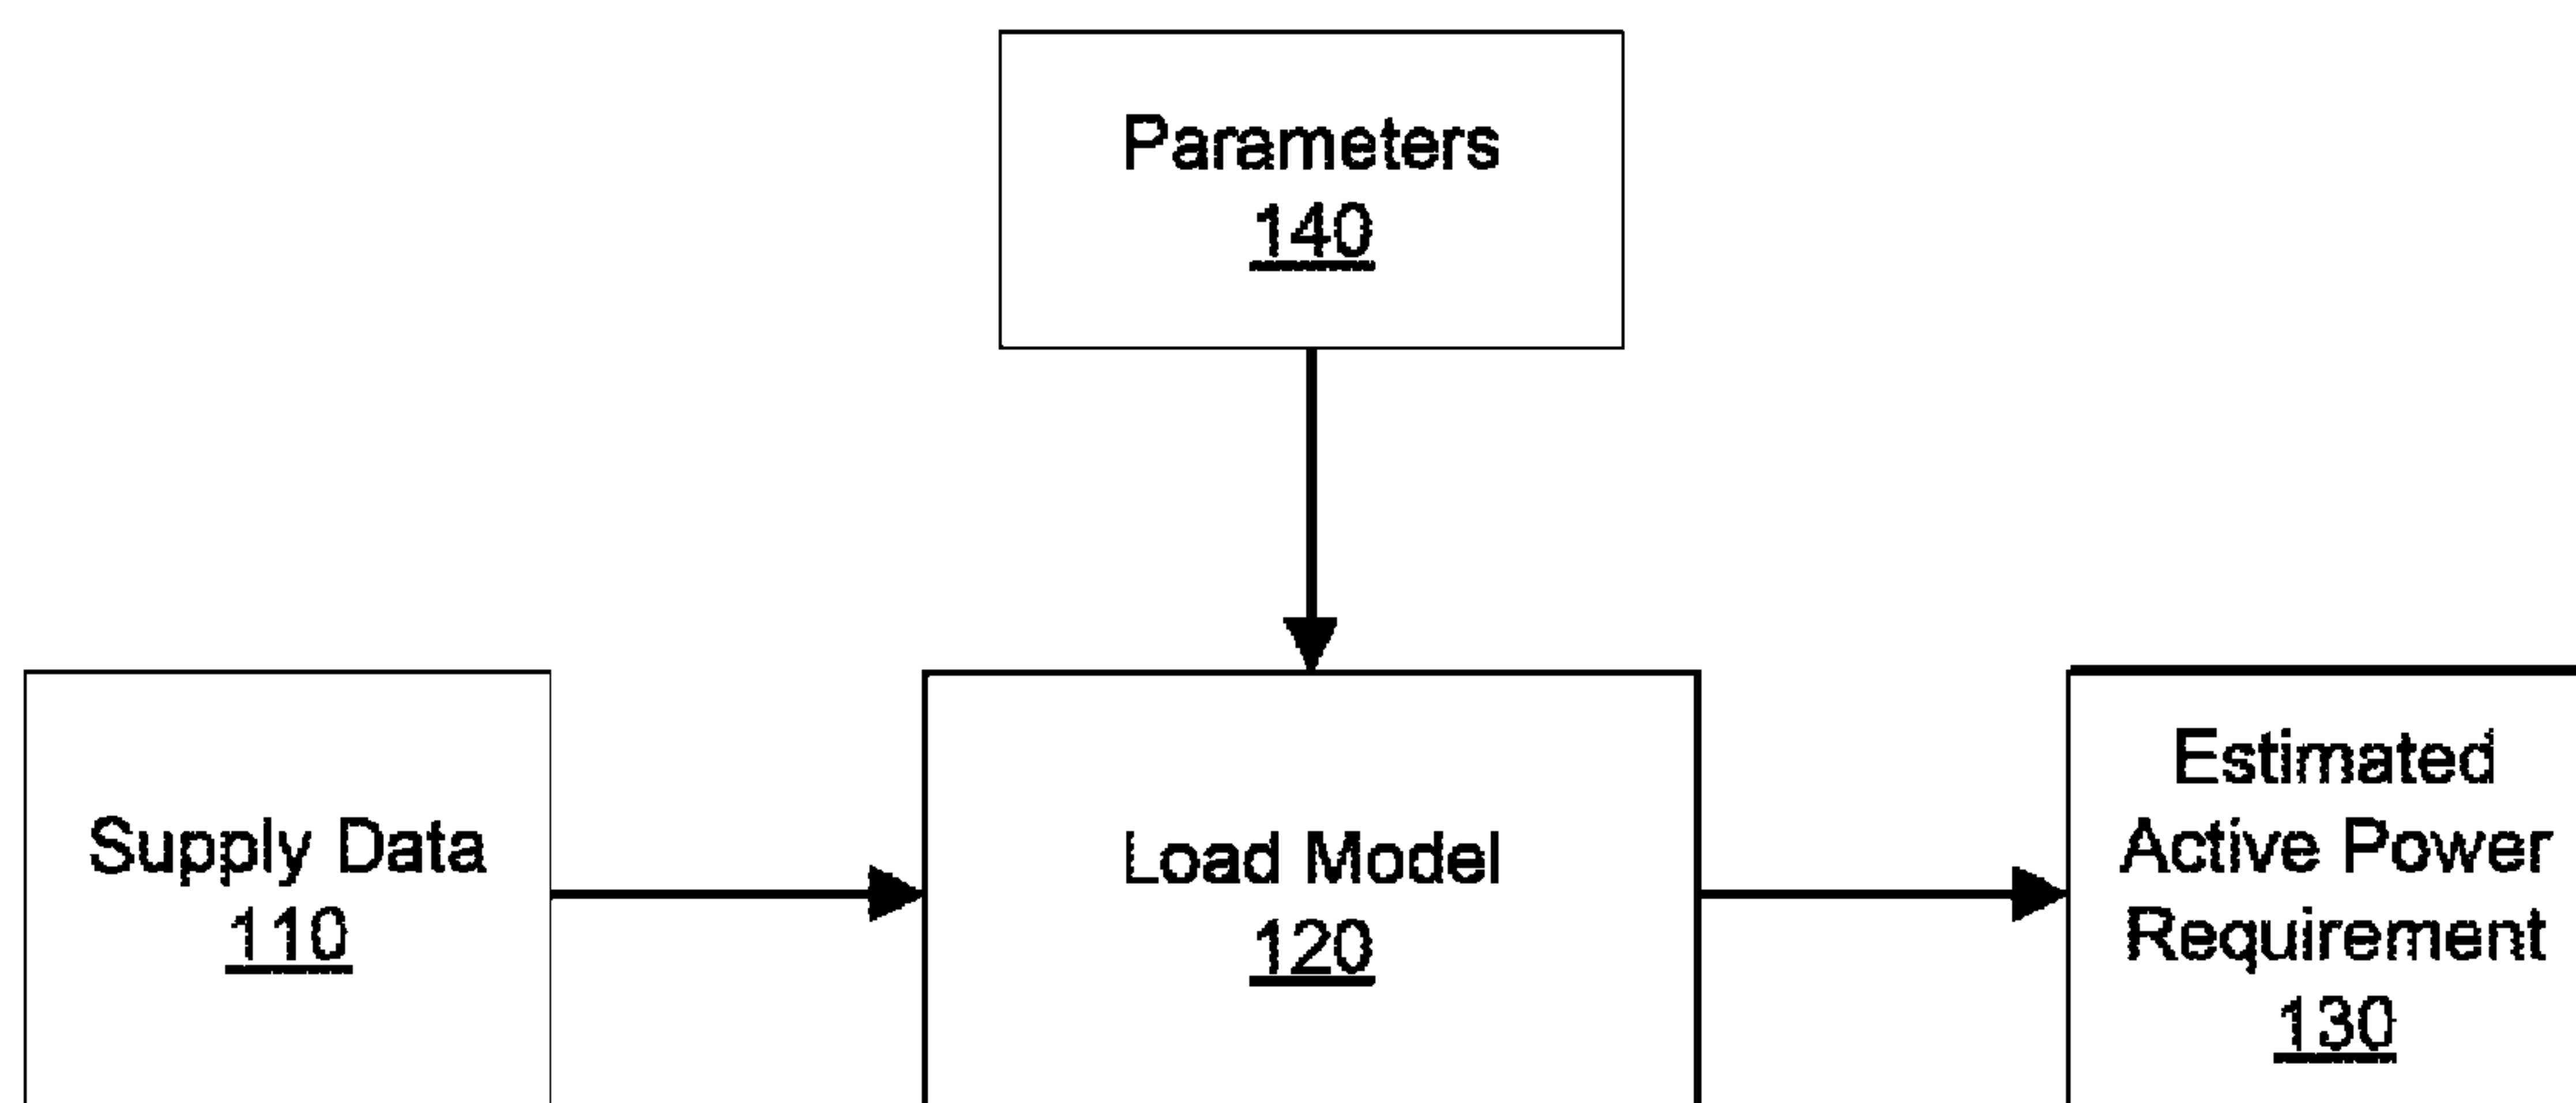 Parameters
140
Supply Data
110
Load Model
120
Estimated
Active Power
Requirement
130